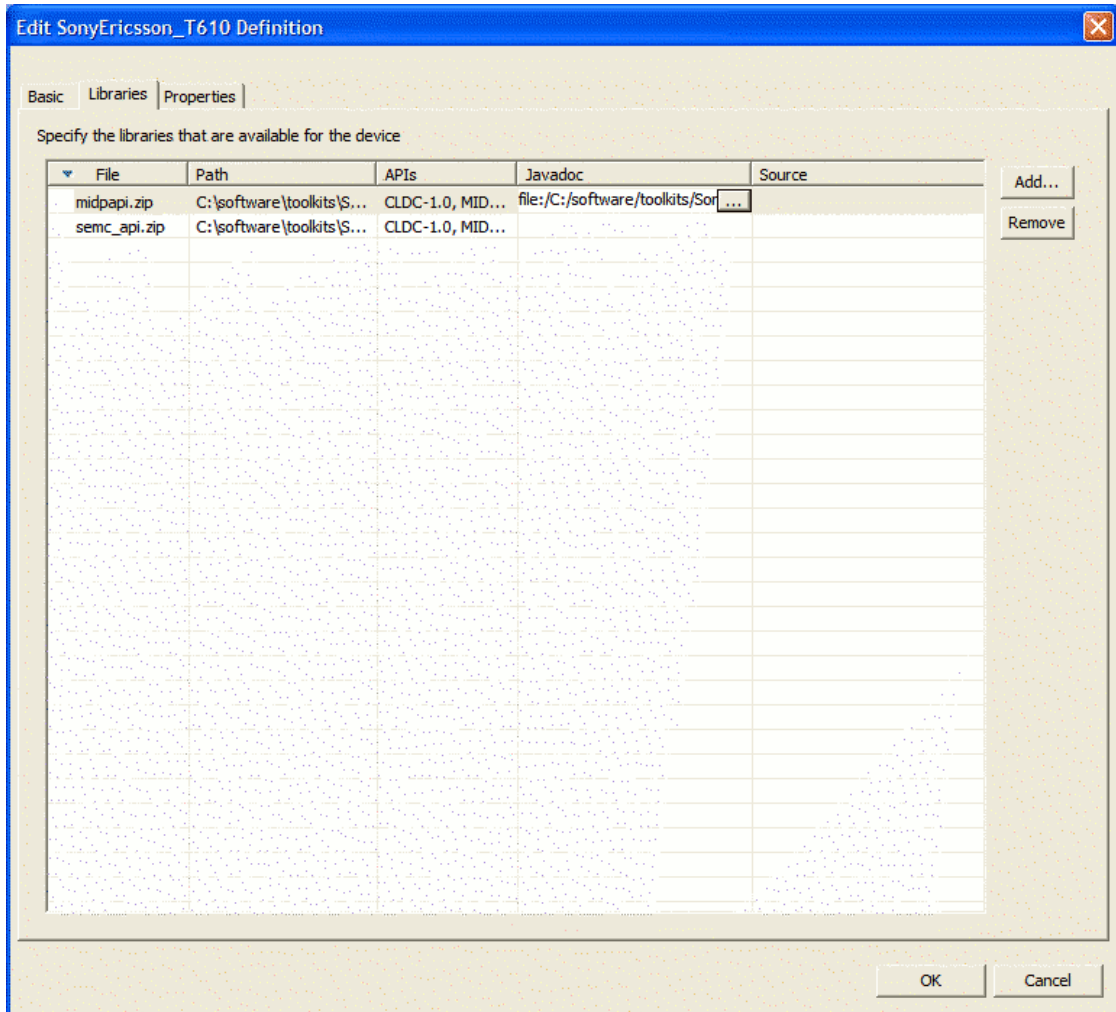 Edit SonyEricsson_T610 Definition
Basic Libraries Properties
Specify the libraries that are available for the device
File Path APIs Javadoc Source
midpapi.zip C:\software\toolkits\S... CLDC-1.0, MID... file:/C:/software/toolkits/Sor ...
semc_api.zip C:\software\toolkits\S... CLDC-1.0, MID...
Add...
Remove
OK Cancel